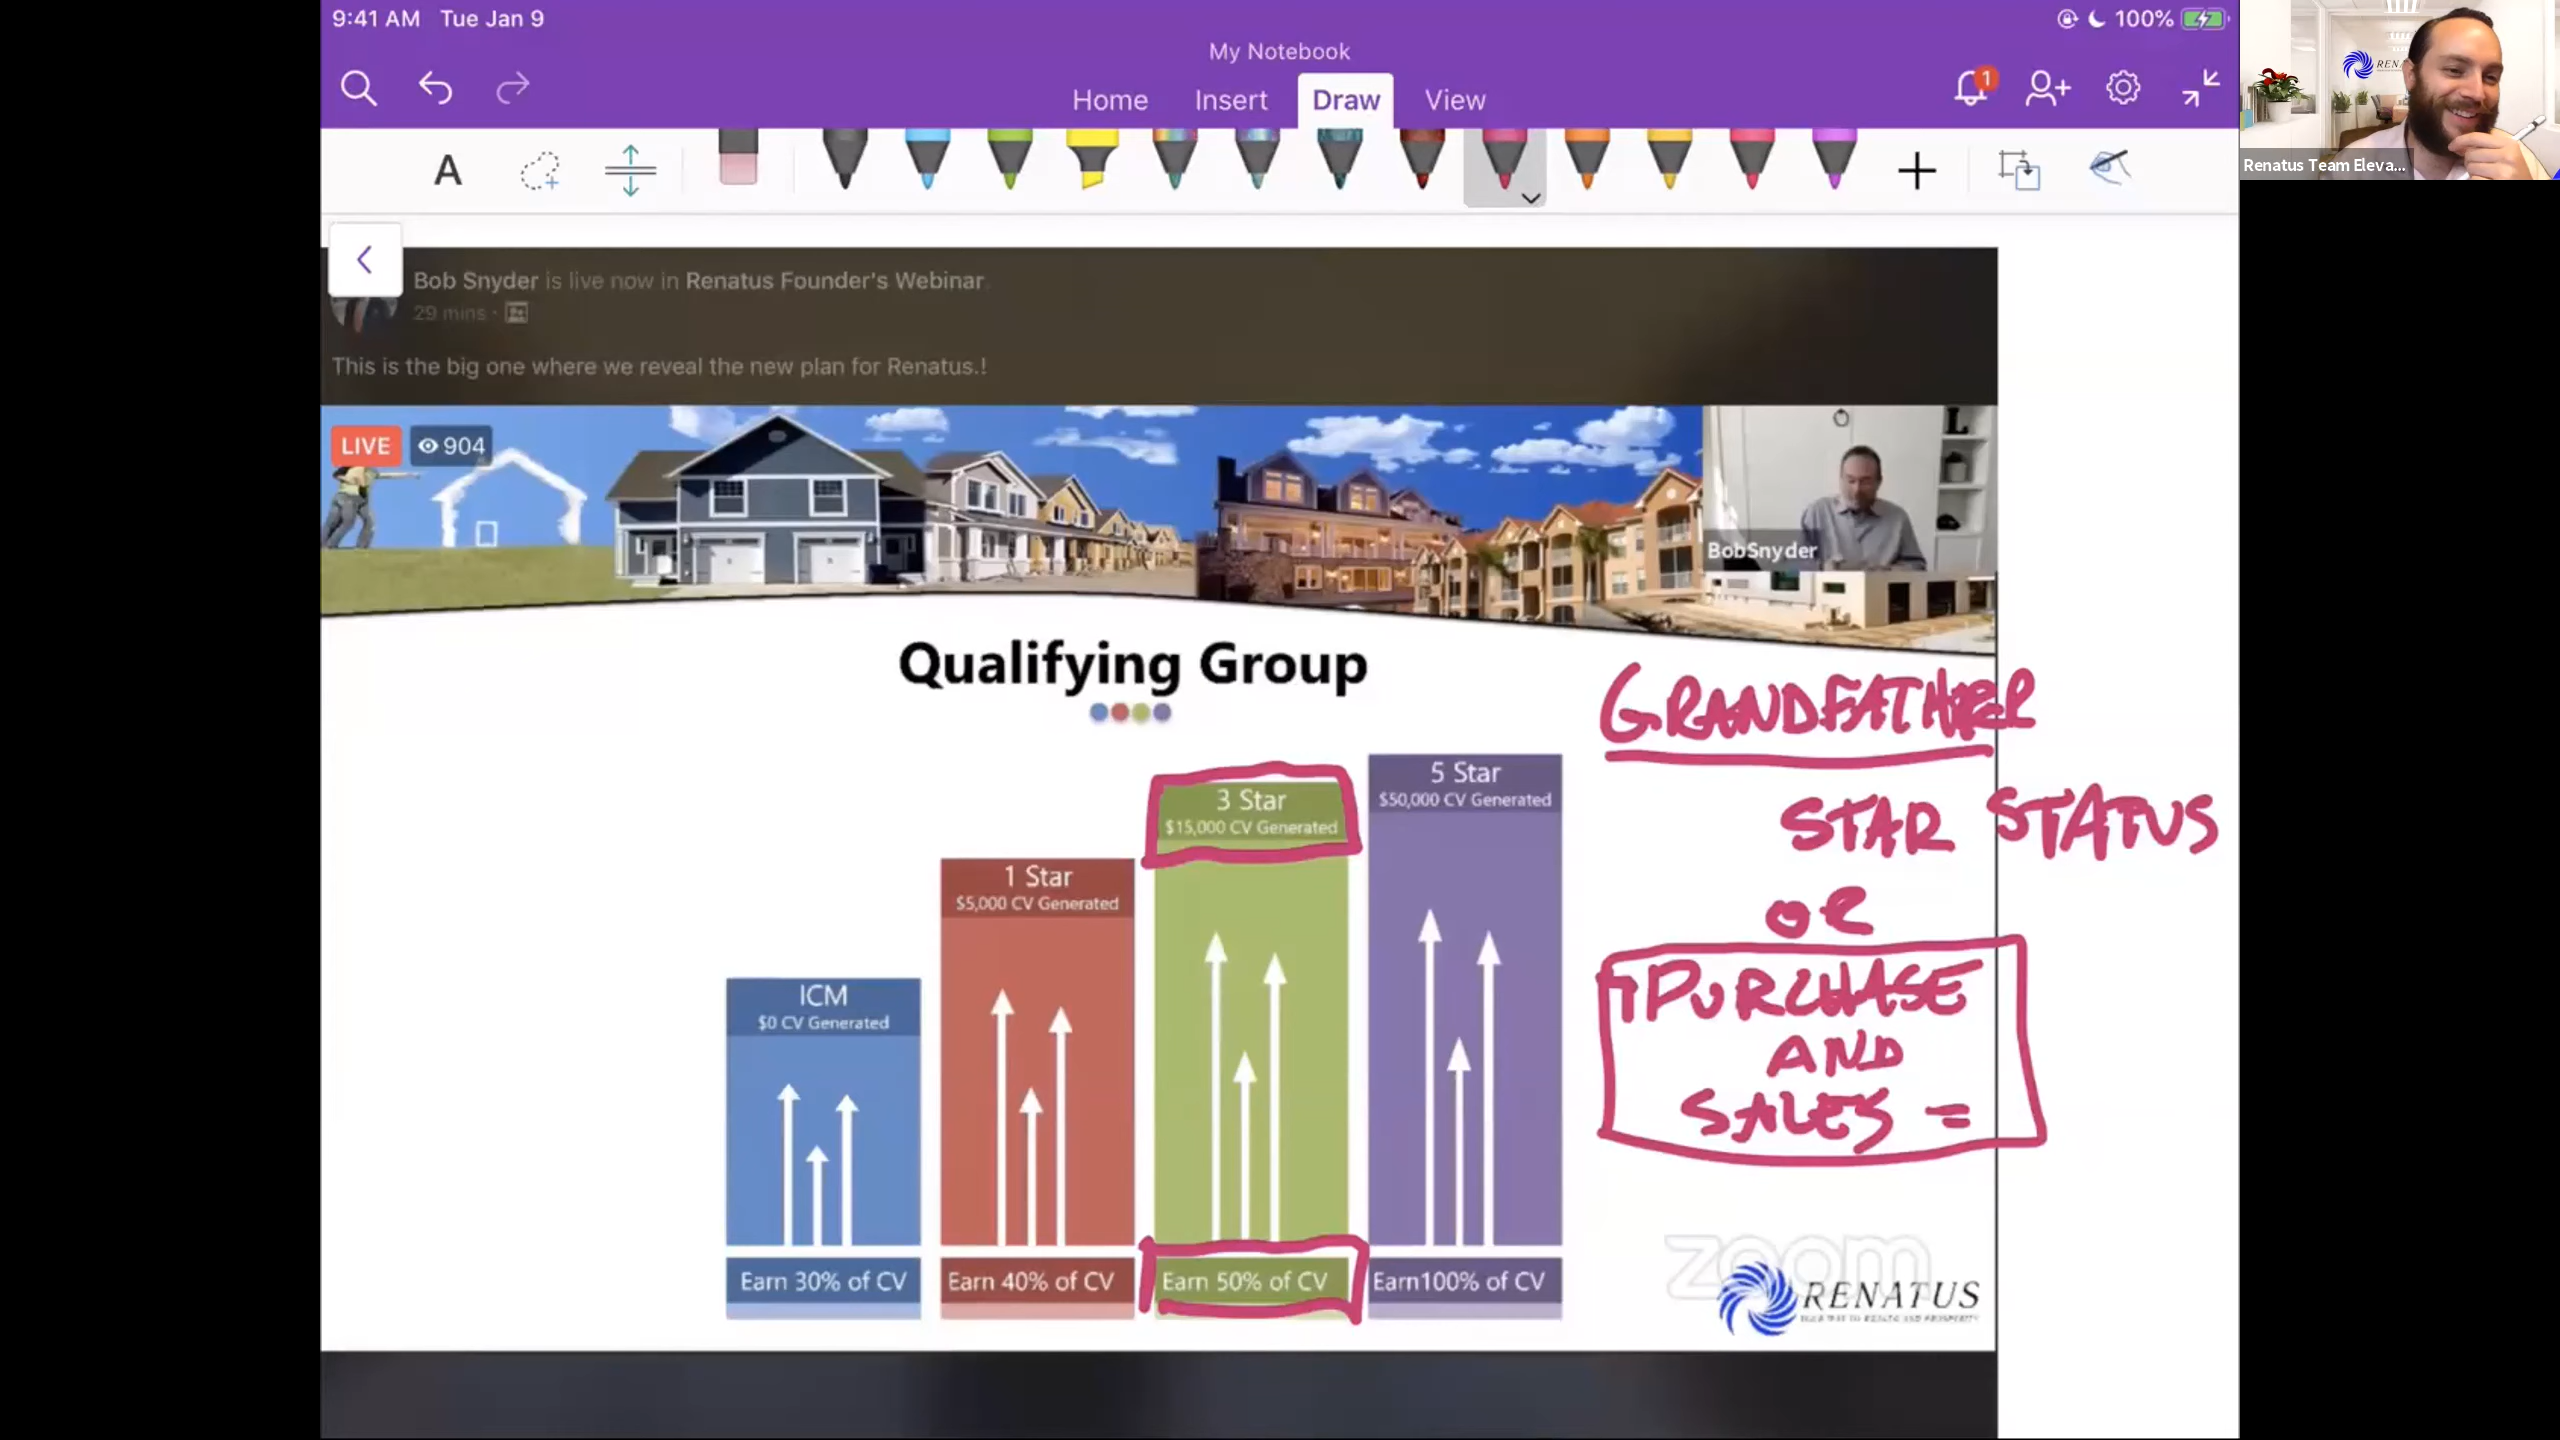 9:41 AM Tue Jan 9
100%
My Notebook
Home Insert Draw View
1
A
Renatus Team Eleva...
RENA
Bob Snyder is live now in Renatus Founder's Webinar.
29 mins ·
This is the big one where we reveal the new plan for Renatus.!
LIVE 904
BobSnyder
Qualifying Group
GRANDFATHER
STAR STATUS
OR
PURCHASE
AND
SALES =
ICM
$0 CV Generated
Earn 30% of CV
1 Star
$5,000 CV Generated
Earn 40% of CV
3 Star
$15,000 CV Generated
Earn 50% of CV
5 Star
$50,000 CV Generated
Earn100% of CV
zoom
RENATUS